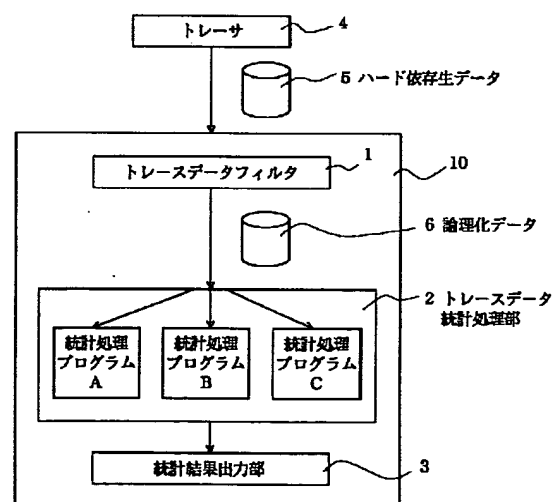 トレーサ
4
5 ハード依存生データ
トレースデータフィルタ
1
10
6 論理化データ
2 トレースデータ
統計処理部
統計処理
プログラム
A
統計処理
プログラム
B
統計処理
プログラム
C
統計結果出力部
3